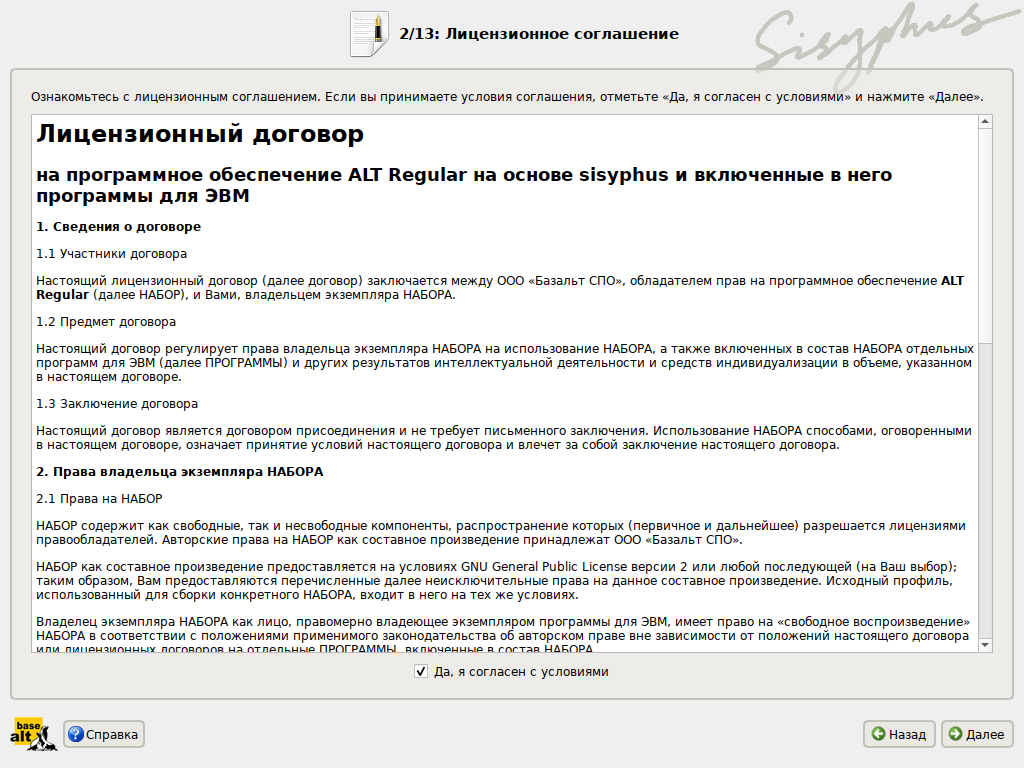 2/13: Лицензионное соглашение
Sisyphus
Ознакомьтесь с лицензионным соглашением. Если вы принимаете условия соглашения, отметьте «Да, я согласен с условиями» и нажмите «Далее».
Лицензионный договор
на программное обеспечение ALT Regular на основе sisyphus и включенные в него
программы для ЭВМ
1. Сведения о договоре
1.1 Участники договора
Настоящий лицензионный договор (далее договор) заключается между ООО «Базальт СПО», обладателем прав на программное обеспечение ALT
Regular (далее НАБОР), и Вами, владельцем экземпляра НАБОРА.
1.2 Предмет договора
Настоящий договор регулирует права владельца экземпляра НАБОРА на использование НАБОРА, а также включенных в состав НАБОРА отдельных
программ для ЭВМ (далее ПРОГРАММЫ) и других результатов интеллектуальной деятельности и средств индивидуализации в объеме, указанном
в настоящем договоре.
1.3 Заключение договора
Настоящий договор является договором присоединения и не требует письменного заключения. Использование НАБОРА способами, оговоренными
в настоящем договоре, означает принятие условий настоящего договора и влечет за собой заключение настоящего договора.
2. Права владельца экземпляра НАБОРА
2.1 Права на НАБОР
НАБОР содержит как свободные, так и несвободные компоненты, распространение которых (первичное и дальнейшее) разрешается лицензиями
правообладателей. Авторские права на НАБОР как составное произведение принадлежат ООО «Базальт СПО».
НАБОР как составное произведение предоставляется на условиях GNU General Public License версии 2 или любой последующей (на Ваш выбор);
таким образом, Вам предоставляются перечисленные далее неисключительные права на данное составное произведение. Исходный профиль,
использованный для сборки конкретного НАБОРА, входит в него на тех же условиях.
Владелец экземпляра НАБОРА как лицо, правомерно владеющее экземпляром программы для ЭВМ, имеет право на «свободное воспроизведение»
НАБОРА в соответствии с положениями применимого законодательства об авторском праве вне зависимости от положений настоящего договора
или лицензионных договоров на отдельные ПРОГРАММЫ, включенные в состав НАБОРА.
Да, я согласен с условиями
base
alt
Справка
Назад
Далее